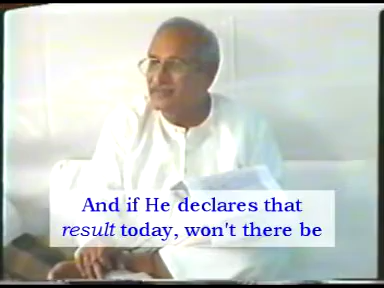 And if He declares that
result today, won't there be